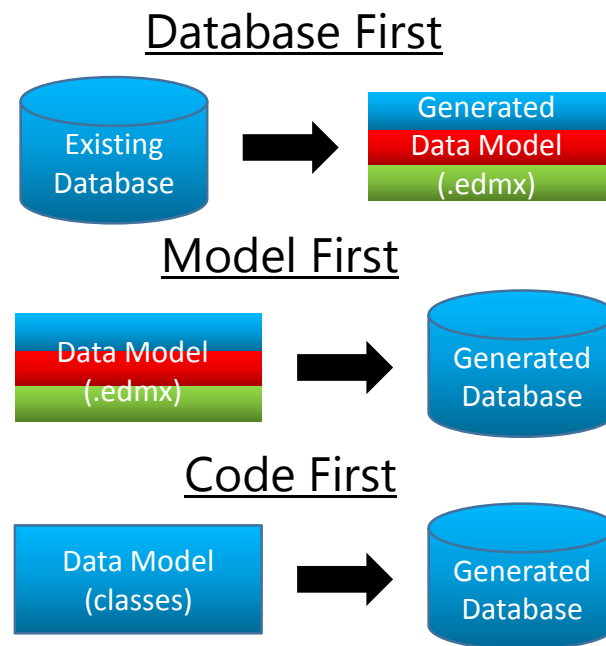 Database First
Existing
Database
Generated
Data Model
(.edmx)
Model First
Data Model
(.edmx)
Generated
Database
Code First
Data Model
(classes)
Generated
Database